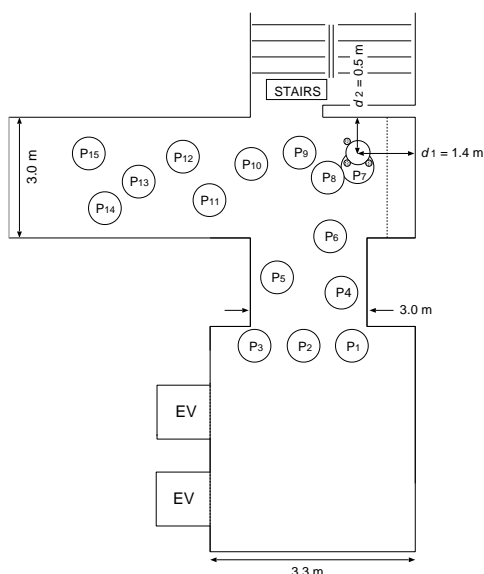 STAIRS
d2 = 0.5 m
3.0 m
P15
P12
P10
P9
P8
P7
d1 = 1.4 m
P13
P14
P11
P6
P5
P4
3.0 m
P3
P2
P1
EV
EV
3.3 m